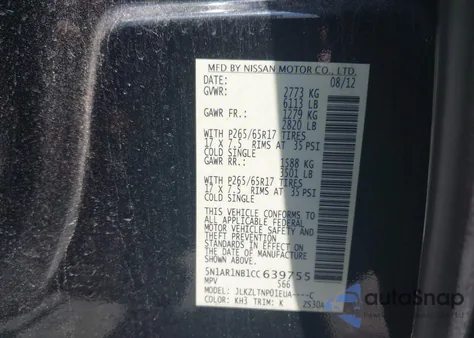 MFD BY NISSAN MOTOR CO., LTD.
DATE: 08/12
GVWR: 2773 KG
6113 LB
GAWR FR.: 1279 KG
2820 LB
WITH P265/65R17 TIRES
17 X 7.5 RIMS AT 35 PSI
COLD SINGLE
GAWR RR.: 1588 KG
3501 LB
WITH P265/65R17 TIRES
17 X 7.5 RIMS AT 35 PSI
COLD SINGLE
THIS VEHICLE CONFORMS TO
ALL APPLICABLE FEDERAL
MOTOR VEHICLE SAFETY
STANDARDS IN EFFECT ON
THE DATE OF MANUFACTURE
SHOWN ABOVE.
5N1AR1NB1CC 639755
MPV 566
MODEL: JLKZLTNP01EUA----C
COLOR: KH3 TRIM: K 2530A
autoSnap